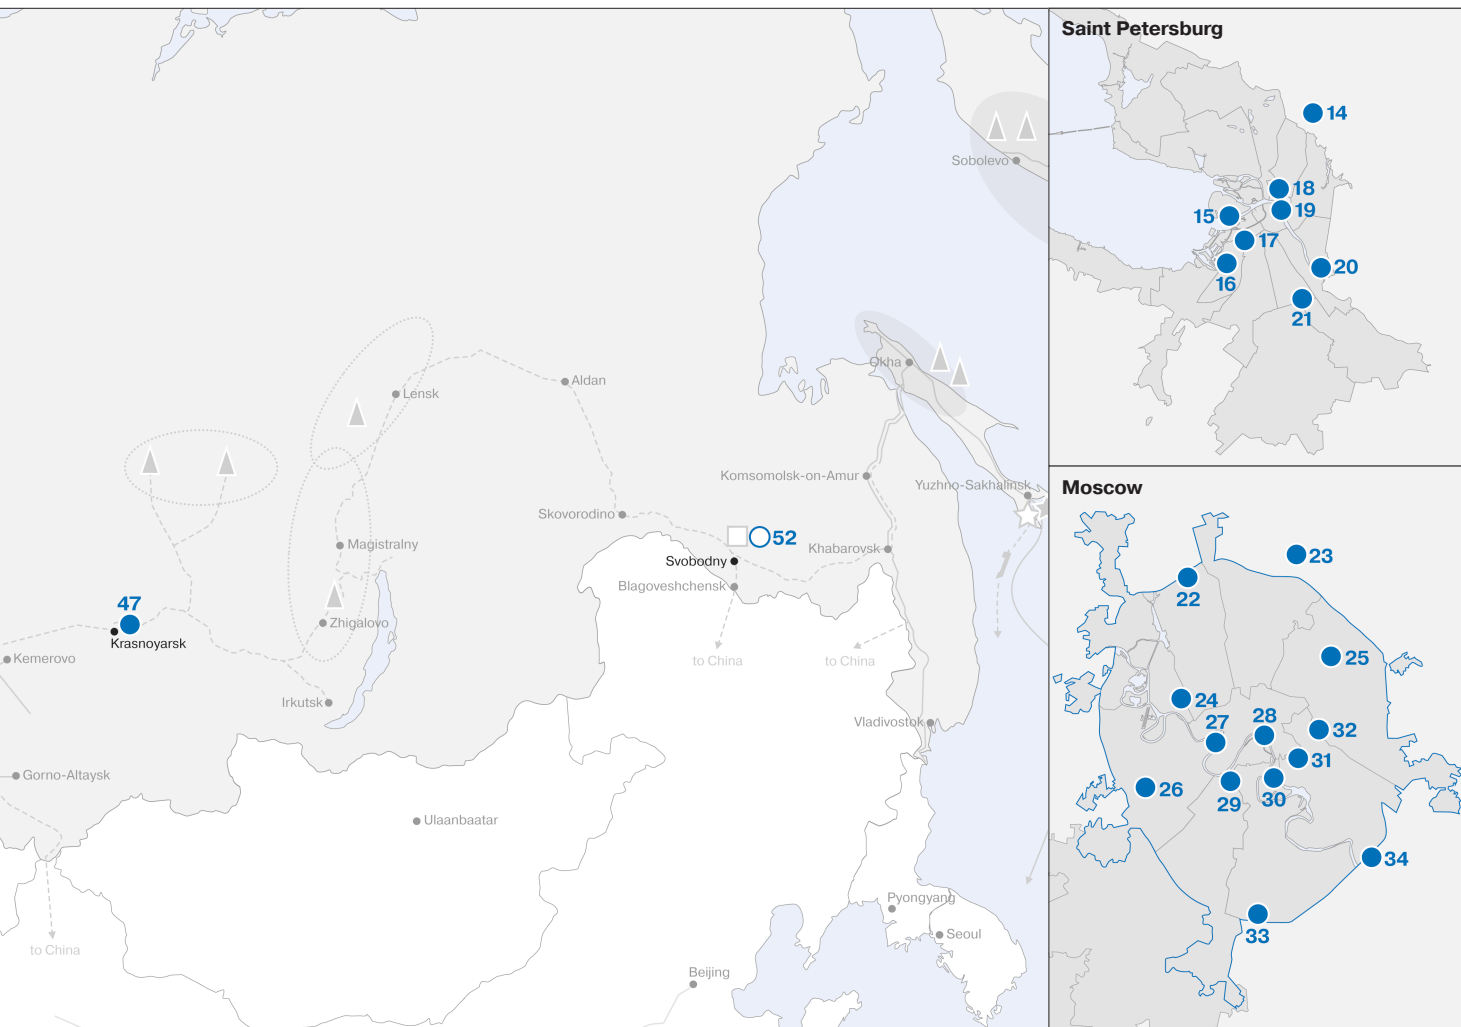 Sobolevo
Okha
Aldan
Lensk
Komsomolsk-on-Amur
Yuzhno-Sakhalinsk
Skovorodino
52
Magistralny
Khabarovsk
Svobodny
Blagoveshchensk
47
Krasnoyarsk
Zhigalovo
Kemerovo
to China
to China
Irkutsk
Vladivostok
Gorno-Altaysk
Ulaanbaatar
Pyongyang
Seoul
to China
Beijing
Saint Petersburg
14
18
15
19
17
20
16
21
Moscow
23
22
25
24
27
28
32
31
26
29
30
34
33